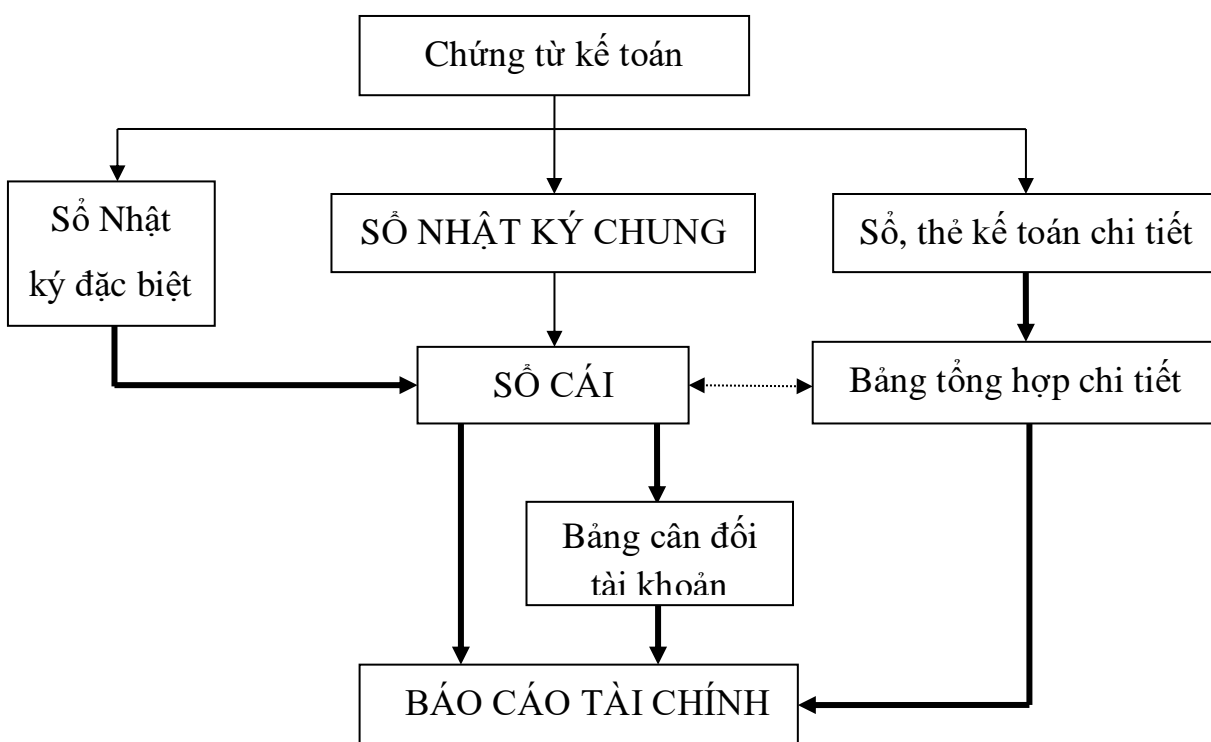 Chứng từ kế toán
Sổ Nhật
ký đặc biệt
SỔ NHẬT KÝ CHUNG
Sổ, thẻ kế toán chi tiết
SỔ CÁI
Bảng tổng hợp chi tiết
Bảng cân đối
tài khoản
BÁO CÁO TÀI CHÍNH